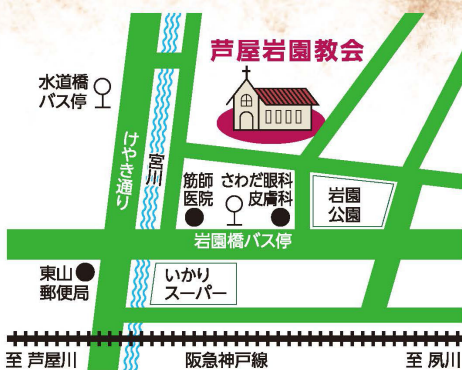 芦屋岩園教会
水道橋
バス停
けやき通り
宮川
筋師
医院
さわだ眼科
皮膚科
岩園
公園
岩園橋バス停
東山
郵便局
いかり
スーパー
至 芦屋川
阪急神戸線
至 夙川